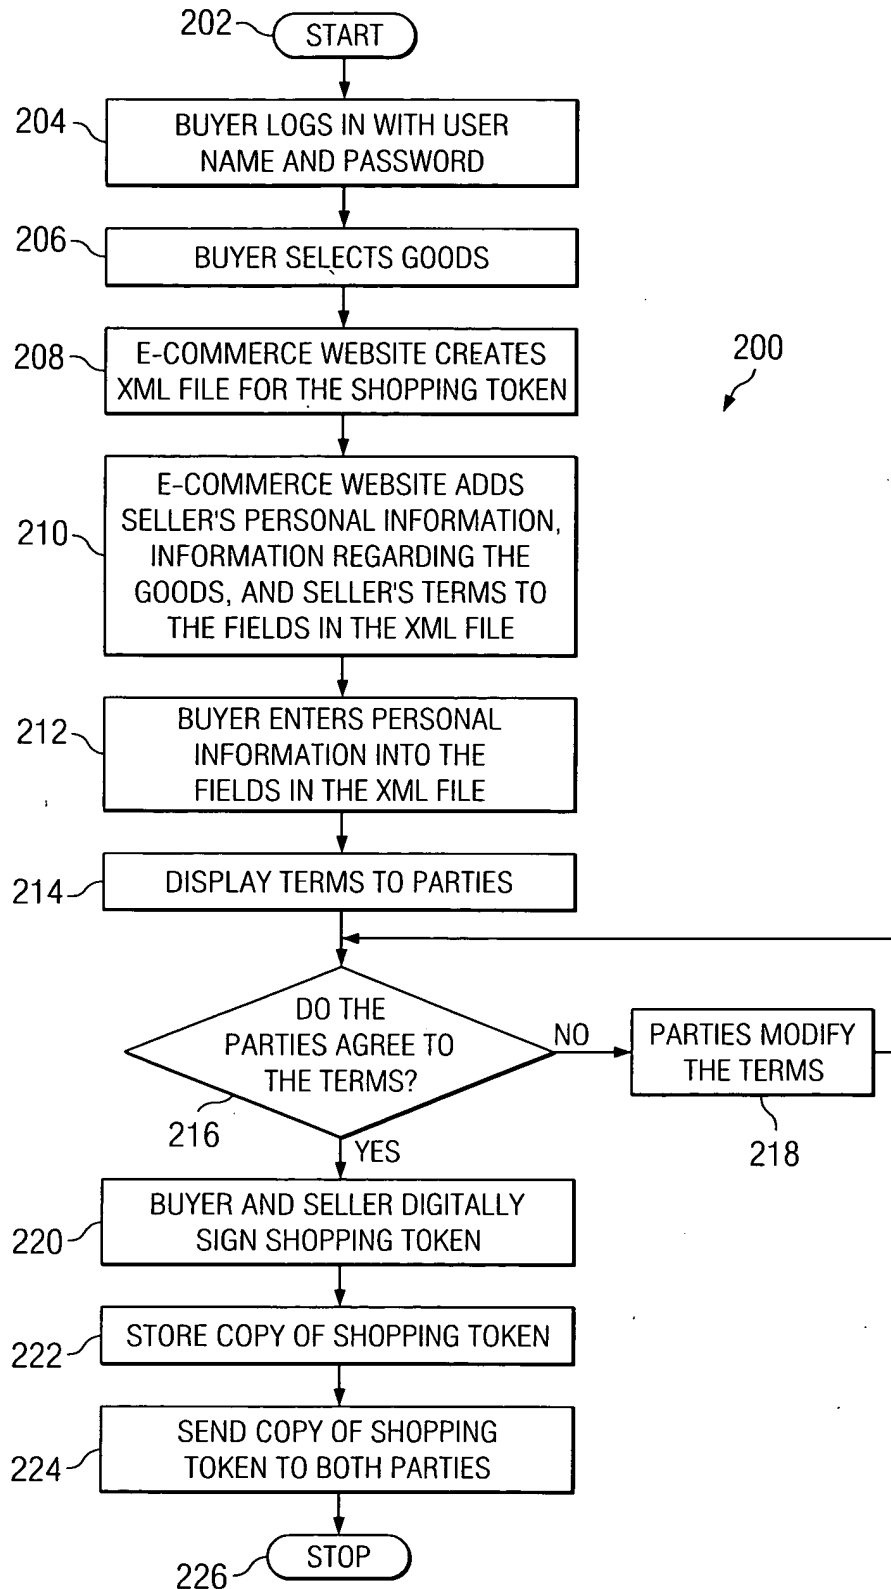 202
START
204
BUYER LOGS IN WITH USER
NAME AND PASSWORD
206
BUYER SELECTS GOODS
208
E-COMMERCE WEBSITE CREATES
XML FILE FOR THE SHOPPING TOKEN
200
210
E-COMMERCE WEBSITE ADDS
SELLER'S PERSONAL INFORMATION,
INFORMATION REGARDING THE
GOODS, AND SELLER'S TERMS TO
THE FIELDS IN THE XML FILE
212
BUYER ENTERS PERSONAL
INFORMATION INTO THE
FIELDS IN THE XML FILE
214
DISPLAY TERMS TO PARTIES
DO THE
PARTIES AGREE TO
THE TERMS?
216
NO
PARTIES MODIFY
THE TERMS
218
YES
220
BUYER AND SELLER DIGITALLY
SIGN SHOPPING TOKEN
222
STORE COPY OF SHOPPING TOKEN
224
SEND COPY OF SHOPPING
TOKEN TO BOTH PARTIES
226
STOP